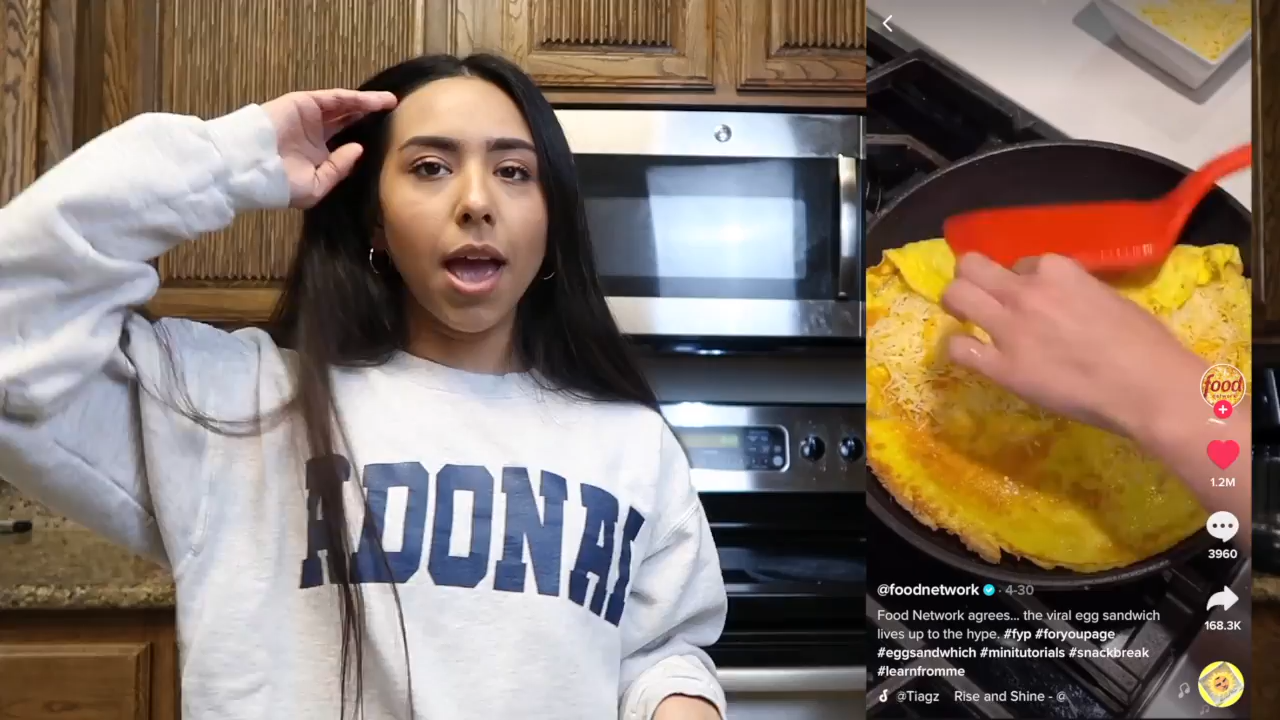 ADONAI
food
1.2M
3960
168.3K
@foodnetwork · 4-30
Food Network agrees... the viral egg sandwich
lives up to the hype. #fyp #foryoupage
#eggsandwhich #minitutorials #snackbreak
#learnfromme
@Tiagz Rise and Shine - @